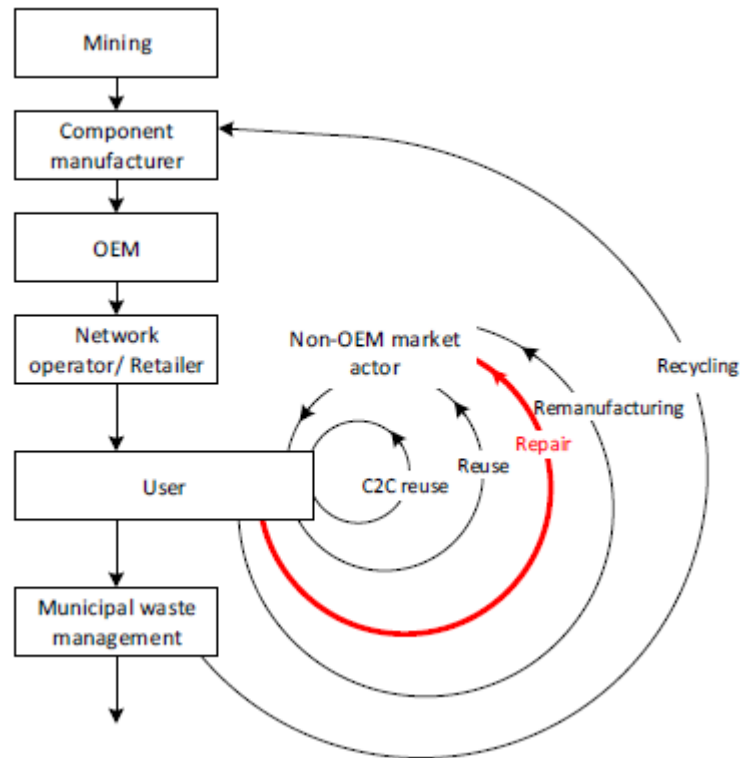 Mining
Component
manufacturer
OEM
Network
operator/ Retailer
Non-OEM market
actor
Recycling
Remanufacturing
Repair
Reuse
C2C reuse
User
Municipal waste
management